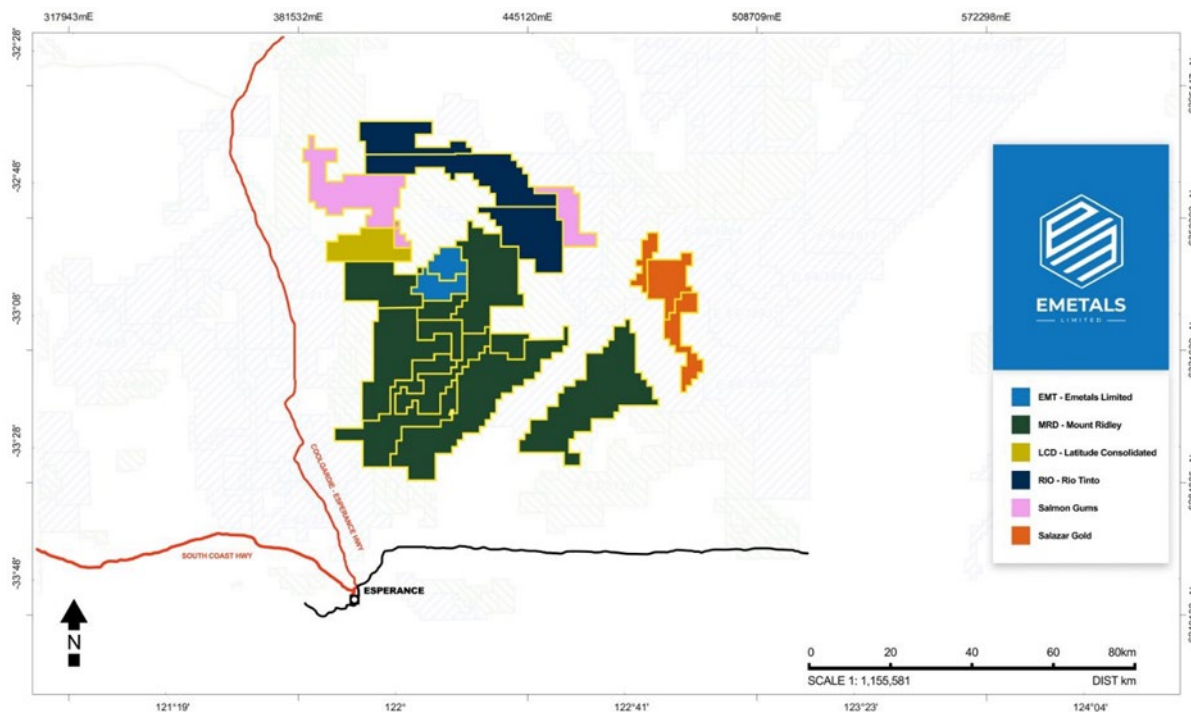 317943mE
381532mE
445120mE
508709mE
572298mE
-32°28'
-32°48'
-33°08'
-33°28'
-33°48'
EMETALS
LIMITED
EMT - Emetals Limited
MRD - Mount Ridley
LCD - Latitude Consolidated
RIO - Rio Tinto
Salmon Gums
Salazar Gold
COOLGARDIE - ESPERANCE HWY
SOUTH COAST HWY
ESPERANCE
N
0 20 40 60 80km
SCALE 1: 1,155,581 DIST km
121°19'
122°
122°41'
123°23'
124°04'